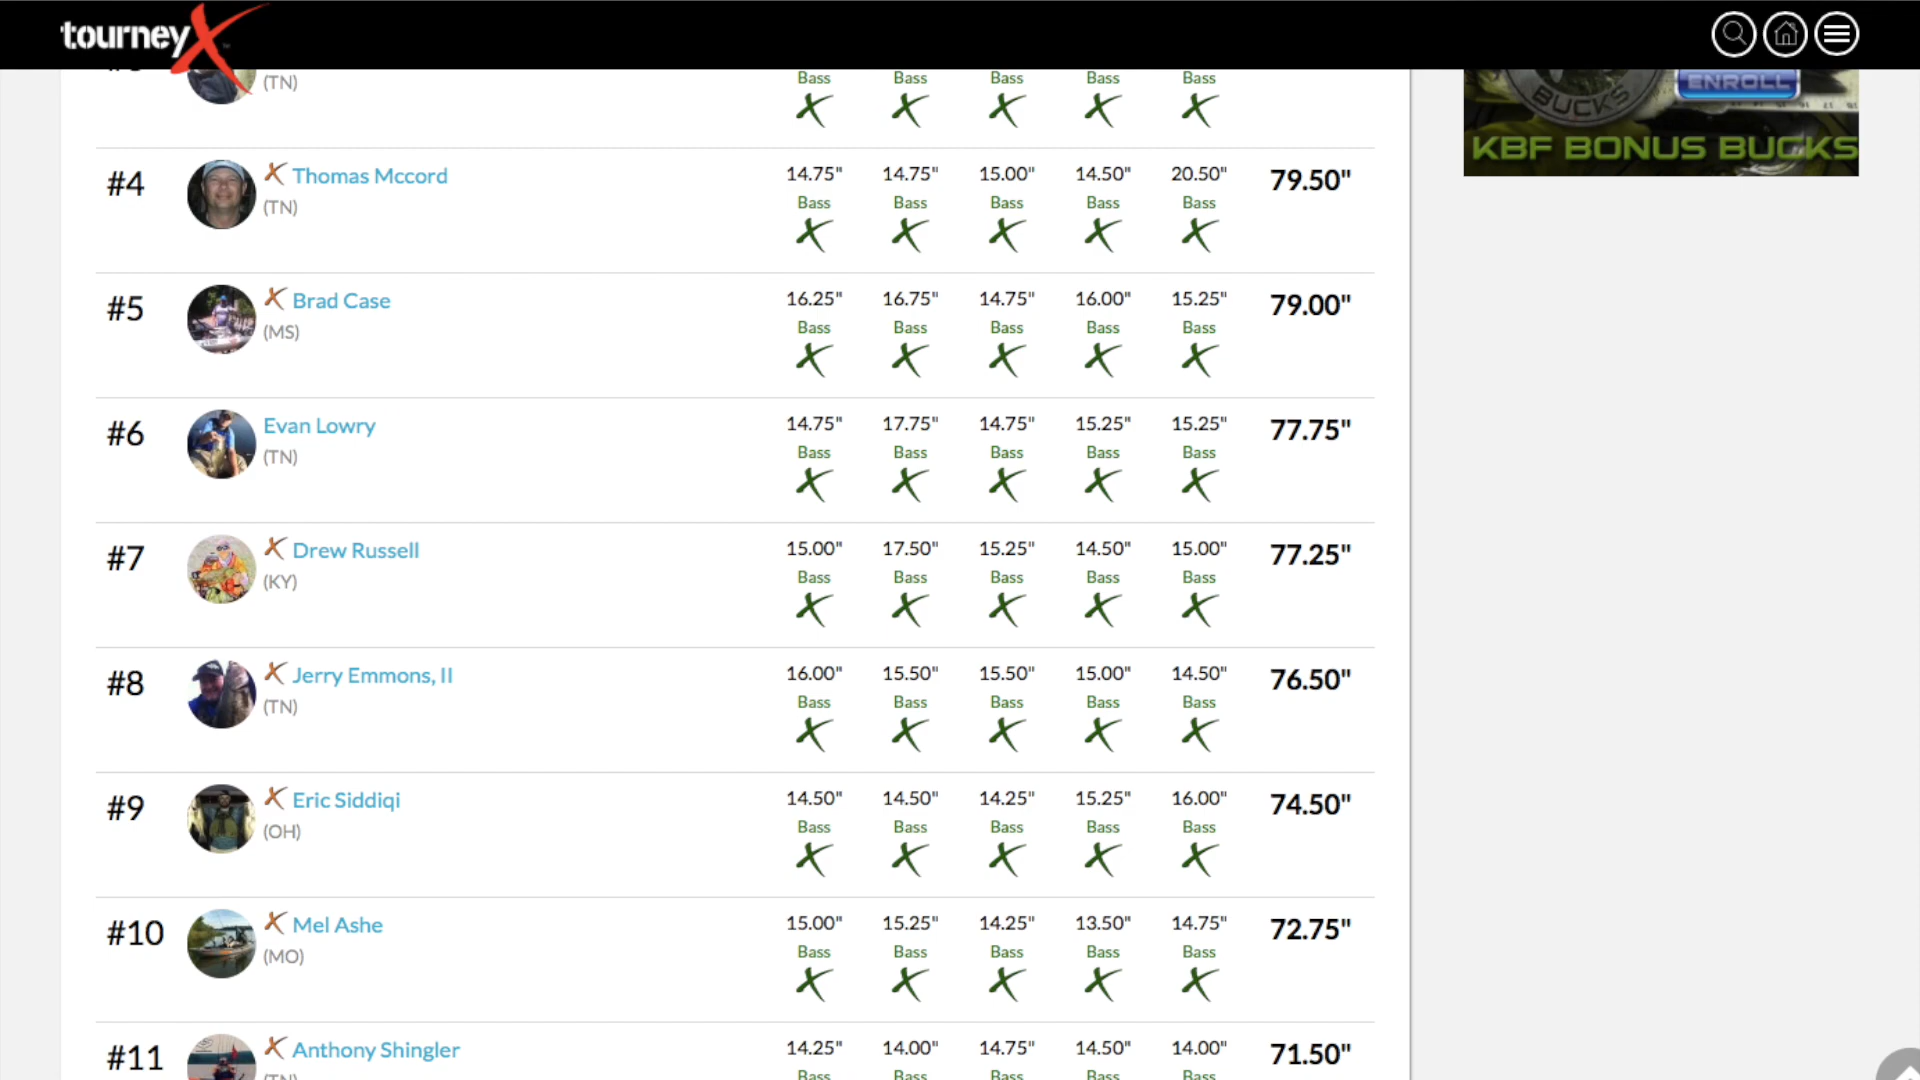 tourneyX
(TN)
Bass Bass Bass Bass Bass
ENROLL
BUCKS
KBF BONUS BUCKS
#4 Thomas Mccord 14.75" 14.75" 15.00" 14.50" 20.50" 79.50"
(TN) Bass Bass Bass Bass Bass
#5 Brad Case 16.25" 16.75" 14.75" 16.00" 15.25" 79.00"
(MS) Bass Bass Bass Bass Bass
#6 Evan Lowry 14.75" 17.75" 14.75" 15.25" 15.25" 77.75"
(TN) Bass Bass Bass Bass Bass
#7 Drew Russell 15.00" 17.50" 15.25" 14.50" 15.00" 77.25"
(KY) Bass Bass Bass Bass Bass
#8 Jerry Emmons, II 16.00" 15.50" 15.50" 15.00" 14.50" 76.50"
(TN) Bass Bass Bass Bass Bass
#9 Eric Siddiqi 14.50" 14.50" 14.25" 15.25" 16.00" 74.50"
(OH) Bass Bass Bass Bass Bass
#10 Mel Ashe 15.00" 15.25" 14.25" 13.50" 14.75" 72.75"
(MO) Bass Bass Bass Bass Bass
#11 Anthony Shingler 14.25" 14.00" 14.75" 14.50" 14.00" 71.50"
(TN) Bass Bass Bass Bass Bass